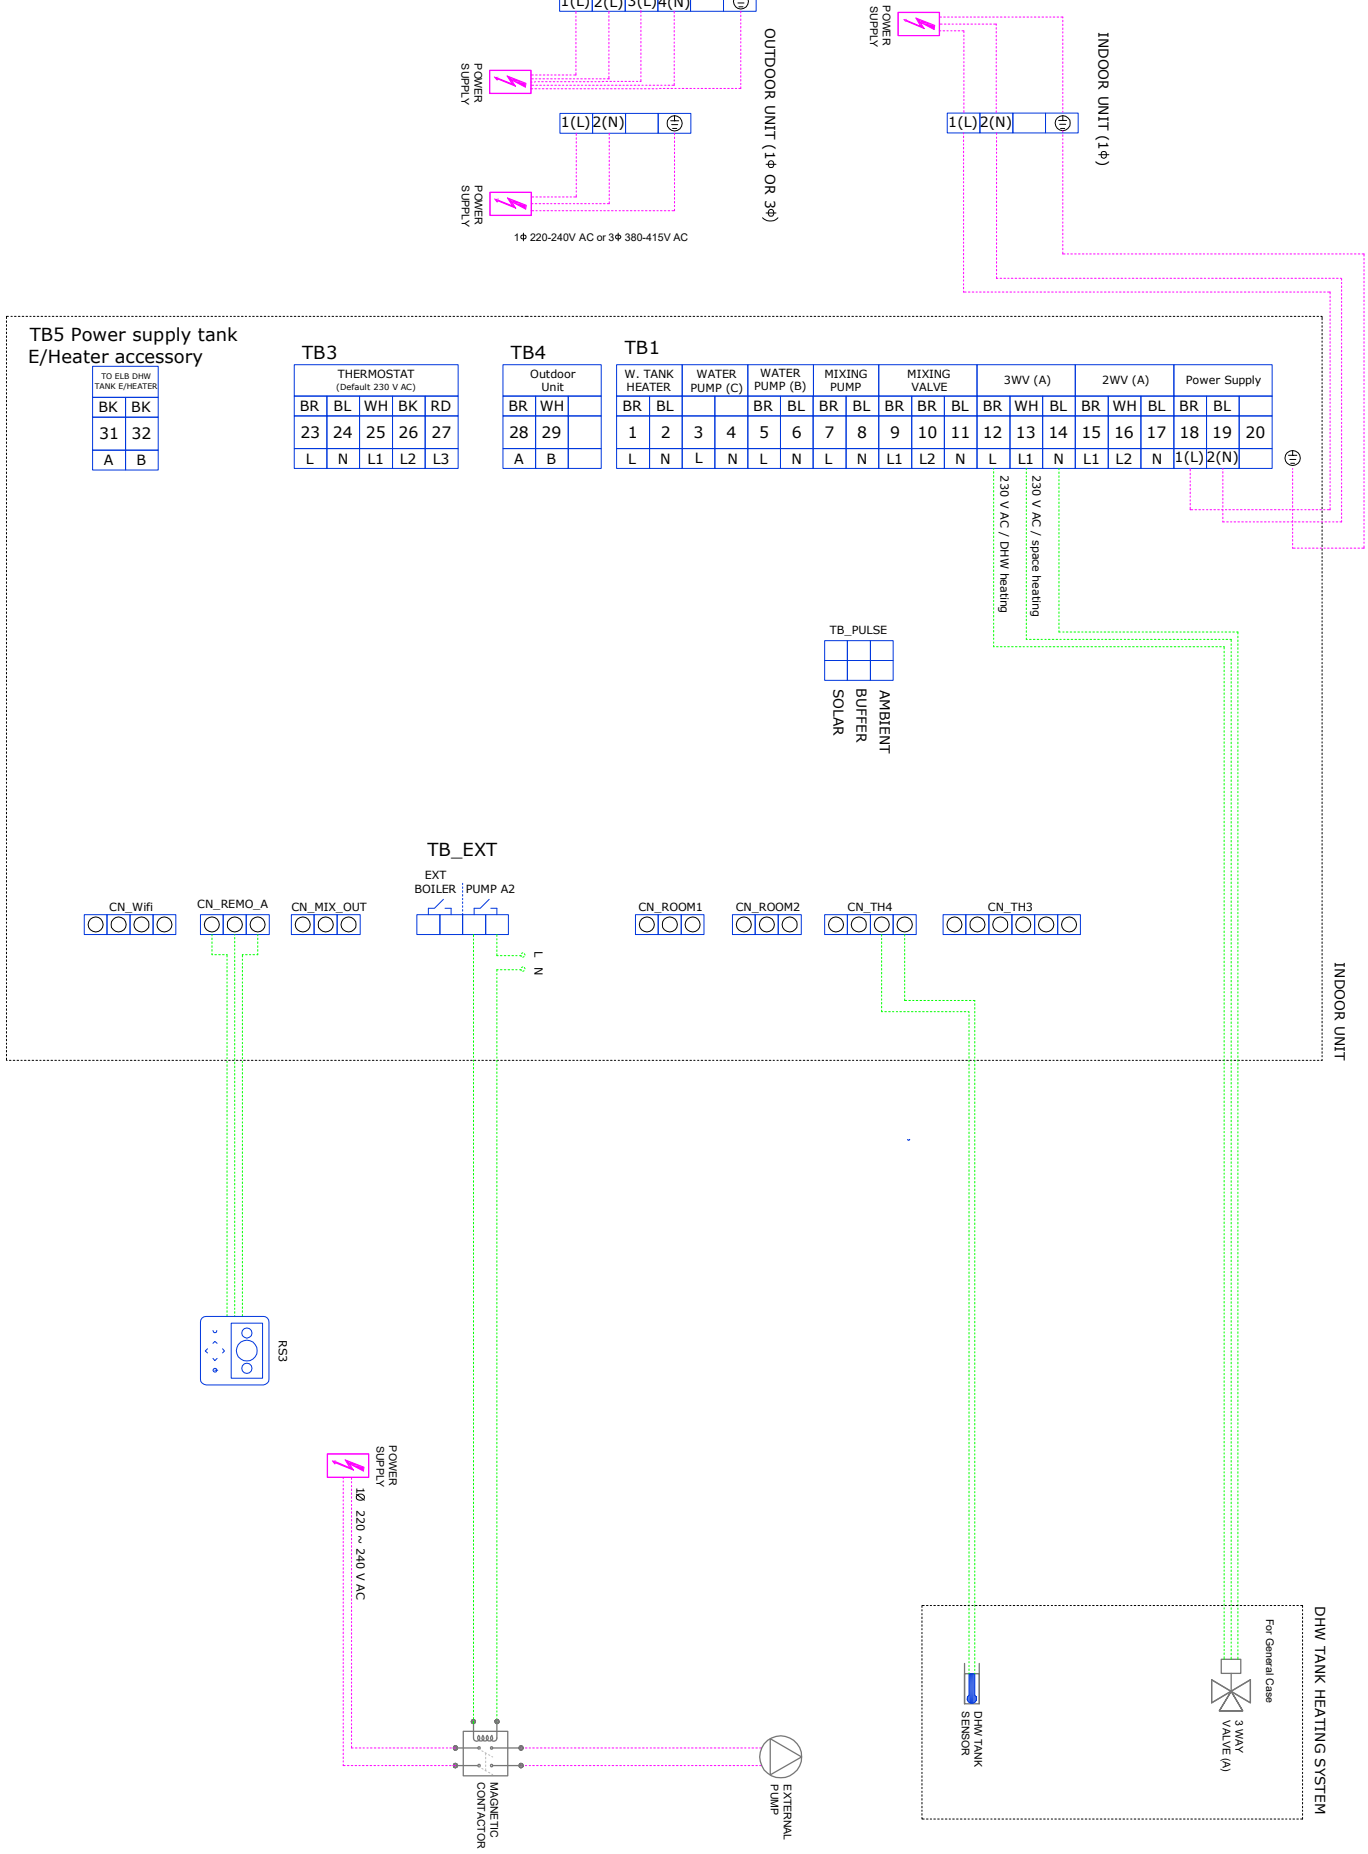 1(L) 2(L) 3(L) 4(N)
POWER
SUPPLY
1(L) 2(N)
POWER
SUPPLY
1Φ 220-240V AC or 3Φ 380-415V AC
OUTDOOR UNIT (1Φ OR 3Φ)
POWER
SUPPLY
1(L) 2(N)
INDOOR UNIT (1Φ)
TB5 Power supply tank
E/Heater accessory
TO ELB DHW
TANK E/HEATER
BK BK
31 32
A B
TB3
THERMOSTAT
(Default 230 V AC)
BR BL WH BK RD
23 24 25 26 27
L N L1 L2 L3
TB4
Outdoor
Unit
BR WH
28 29
A B
TB1
W. TANK HEATER
WATER PUMP (C)
WATER PUMP (B)
MIXING PUMP
MIXING VALVE
3WV (A)
2WV (A)
Power Supply
BR BL BR BL BR BL BR BR BL BR WH BL BR WH BL BR BL
1 2 3 4 5 6 7 8 9 10 11 12 13 14 15 16 17 18 19 20
L N L N L N L N L1 L2 N L L1 N L1 L2 N 1(L) 2(N)
230 V AC / DHW heating
230 V AC / space heating
TB_PULSE
SOLAR
BUFFER
AMBIENT
TB_EXT
EXT
BOILER
PUMP A2
CN_Wifi
CN_REMO_A
CN_MIX_OUT
CN_ROOM1
CN_ROOM2
CN_TH4
CN_TH3
L
N
INDOOR UNIT
RS3
POWER
SUPPLY
1Ø 220 ~ 240 V AC
MAGNETIC
CONTACTOR
EXTERNAL
PUMP
DHW TANK
SENSOR
3 WAY
VALVE (A)
For General Case
DHW TANK HEATING SYSTEM